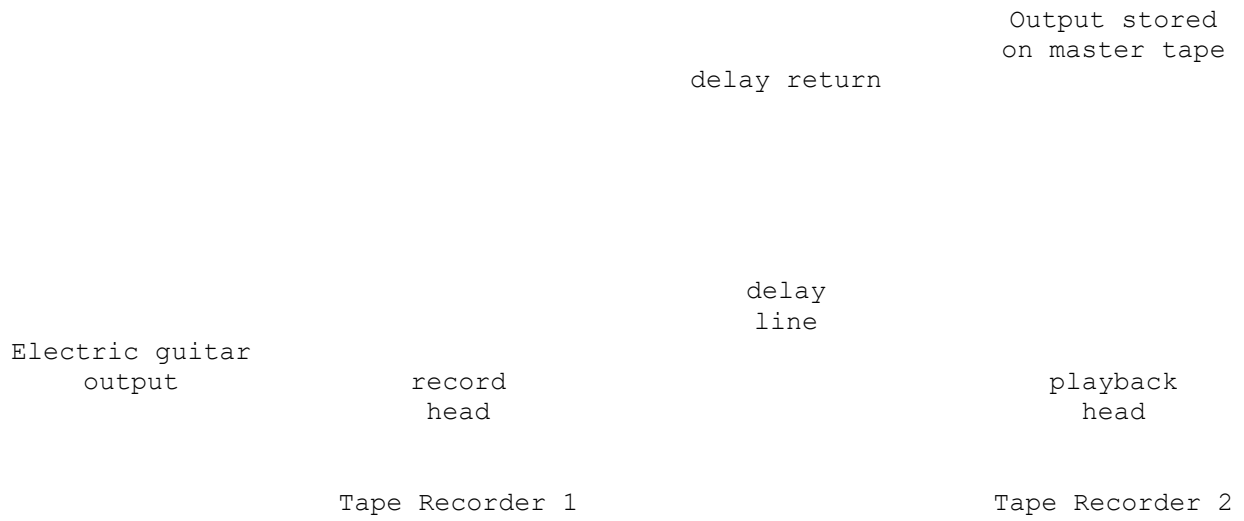 Output stored
on master tape
delay return
delay
line
Electric guitar
output
record
head
playback
head
Tape Recorder 1
Tape Recorder 2